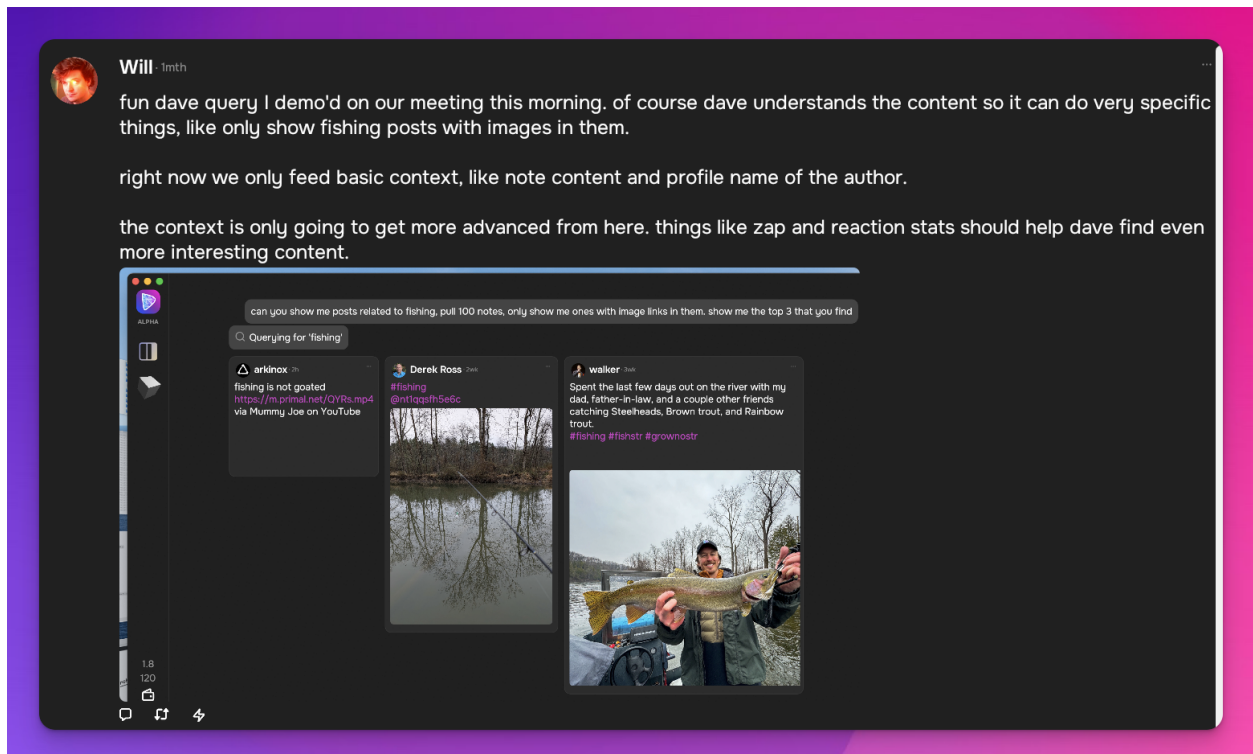 Will · 1mth
fun dave query I demo'd on our meeting this morning. of course dave understands the content so it can do very specific
things, like only show fishing posts with images in them.
right now we only feed basic context, like note content and profile name of the author.
the context is only going to get more advanced from here. things like zap and reaction stats should help dave find even
more interesting content.
ALPHA
can you show me posts related to fishing, pull 100 notes, only show me ones with image links in them. show me the top 3 that you find
Querying for 'fishing'
arkinox · 2h
fishing is not goated
https://m.primal.net/QYRs.mp4
via Mummy Joe on YouTube
Derek Ross · 2wk
#fishing
@nt1qqsfh5e6c
walker · 3wk
Spent the last few days out on the river with my
dad, father-in-law, and a couple other friends
catching Steelheads, Brown trout, and Rainbow
trout.
#fishing #fishstr #grownostr
1.8
120